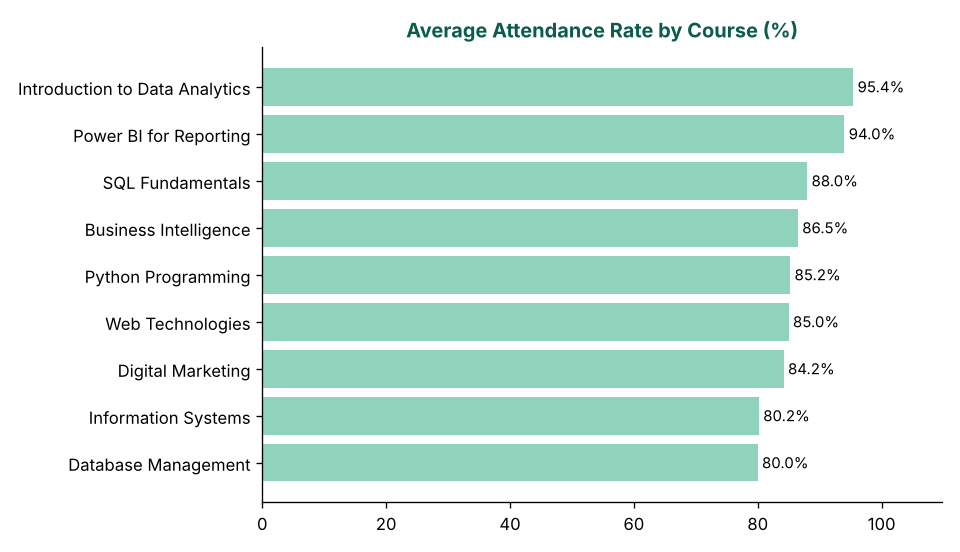 Average Attendance Rate by Course (%)
Introduction to Data Analytics 95.4%
Power BI for Reporting 94.0%
SQL Fundamentals 88.0%
Business Intelligence 86.5%
Python Programming 85.2%
Web Technologies 85.0%
Digital Marketing 84.2%
Information Systems 80.2%
Database Management 80.0%
0 20 40 60 80 100